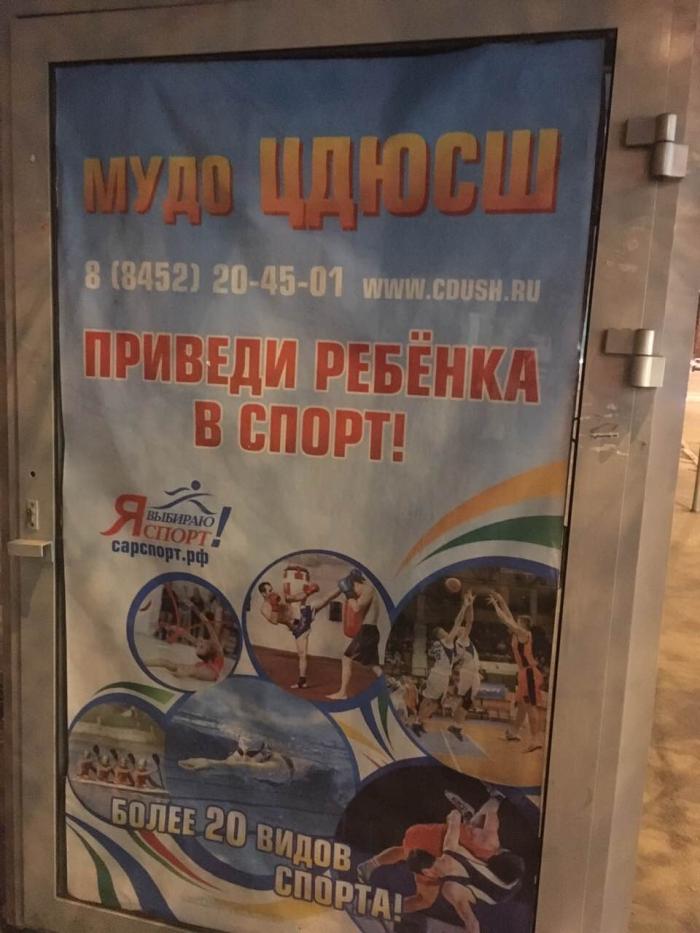 МУДО ЦДЮСШ
8 (8452) 20-45-01 WWW.CDUSH.RU
ПРИВЕДИ РЕБЁНКА
В СПОРТ!
Я ВЫБИРАЮ
СПОРТ!
сарспорт.рф
БОЛЕЕ 20 ВИДОВ
СПОРТА!